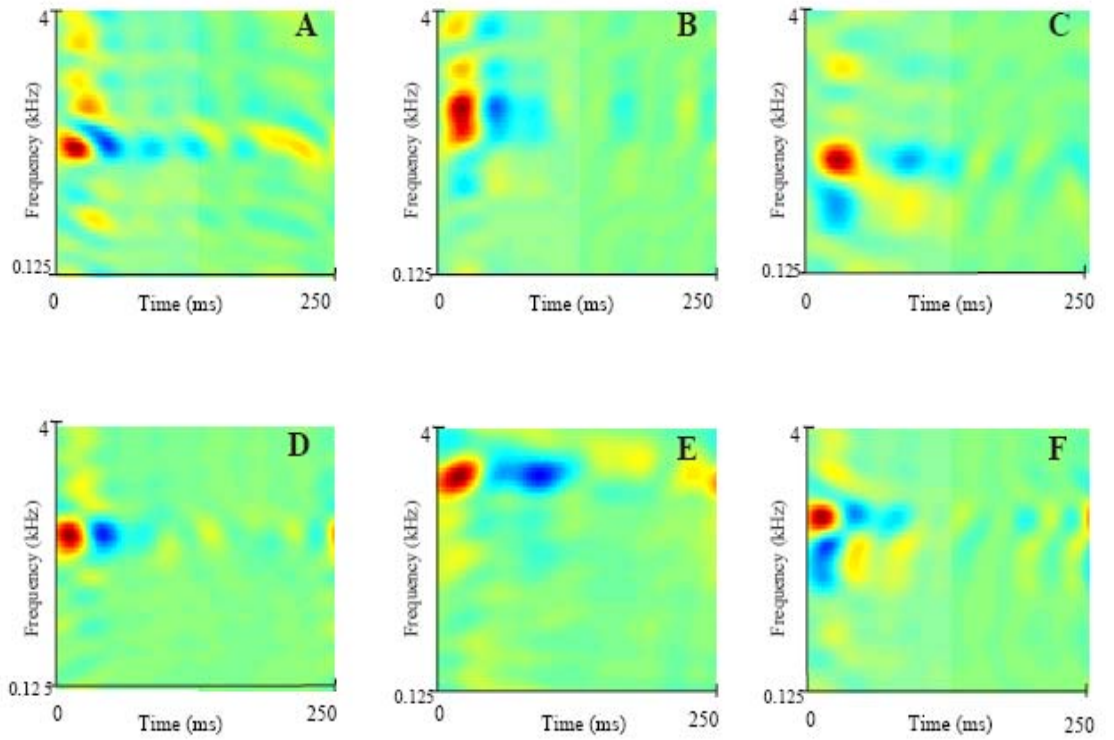 4
A
Frequency (kHz)
0.125
0
Time (ms)
250
4
B
Frequency (kHz)
0.125
0
Time (ms)
250
4
C
Frequency (kHz)
0.125
0
Time (ms)
250
4
D
Frequency (kHz)
0.12 5
0
Time (ms)
250
4
E
Frequency (kHz)
0.125
0
Time (ms)
250
4
F
Frequency (kHz)
0.125
0
Time (ms)
250